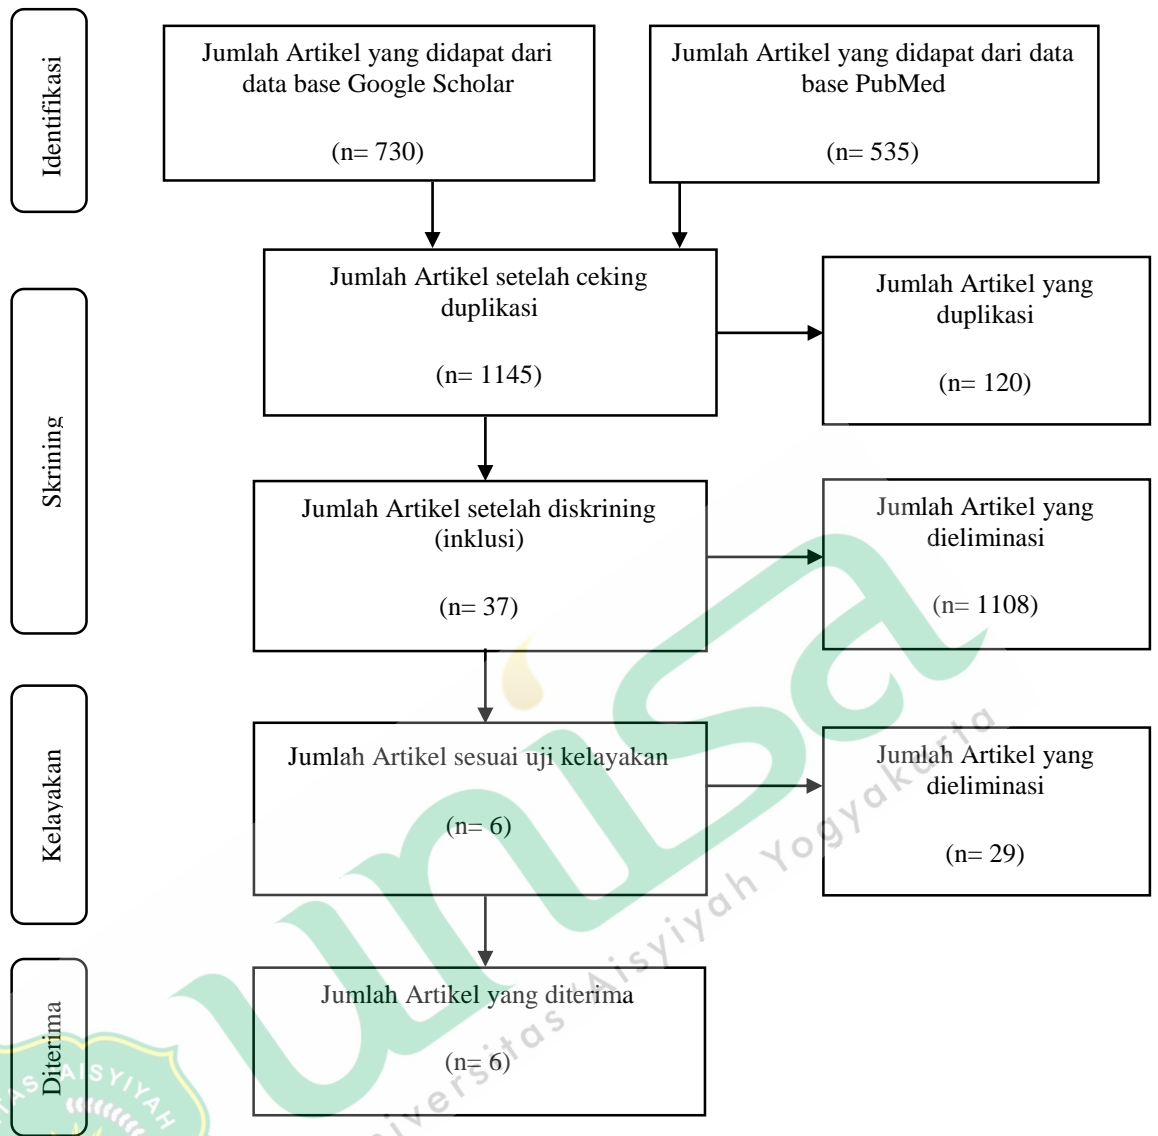 Identifikasi
Jumlah Artikel yang didapat dari
data base Google Scholar
(n= 730)
Jumlah Artikel yang didapat dari data
base PubMed
(n= 535)
Skrining
Jumlah Artikel setelah ceking
duplikasi
(n= 1145)
Jumlah Artikel yang
duplikasi
(n= 120)
Jumlah Artikel setelah diskrining
(inklusi)
(n= 37)
Jumlah Artikel yang
dieliminasi
(n= 1108)
Kelayakan
Jumlah Artikel sesuai uji kelayakan
(n= 6)
Jumlah Artikel yang
dieliminasi
(n= 29)
Diterima
Jumlah Artikel yang diterima
(n= 6)
unisa
Universitas 'Aisyiyah Yogyakarta